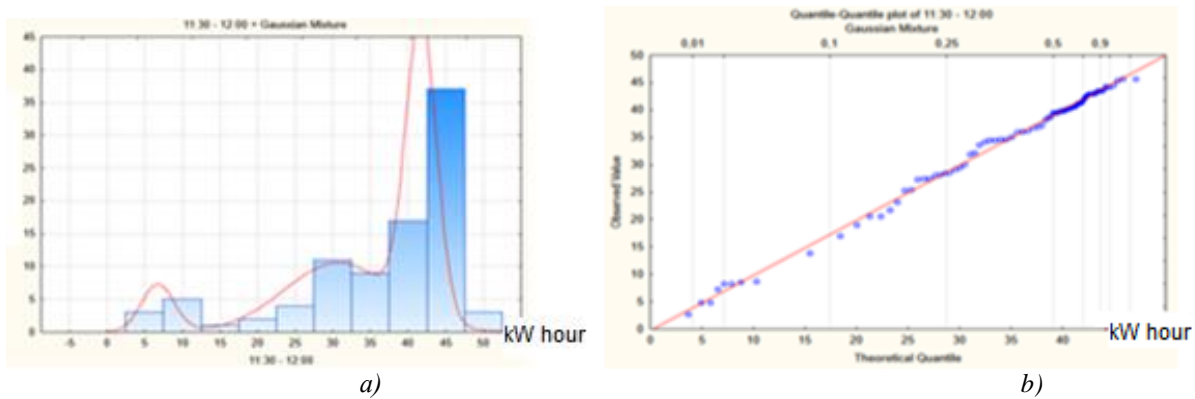 11:30 - 12:00 = Gaussian Mixture
45
40
35
30
25
20
15
10
5
0
-5 0 5 10 15 20 25 30 35 40 45 50
kW hour
11:30 - 12:00
a)
Quantile-Quantile plot of 11:30 - 12:00
Gaussian Mixture
0,01 0,1 0,25 0,5 0,9
50
45
40
35
30
25
20
15
10
5
0
Observed Value
0 5 10 15 20 25 30 35 40
kW hour
Theoretical Quantile
b)